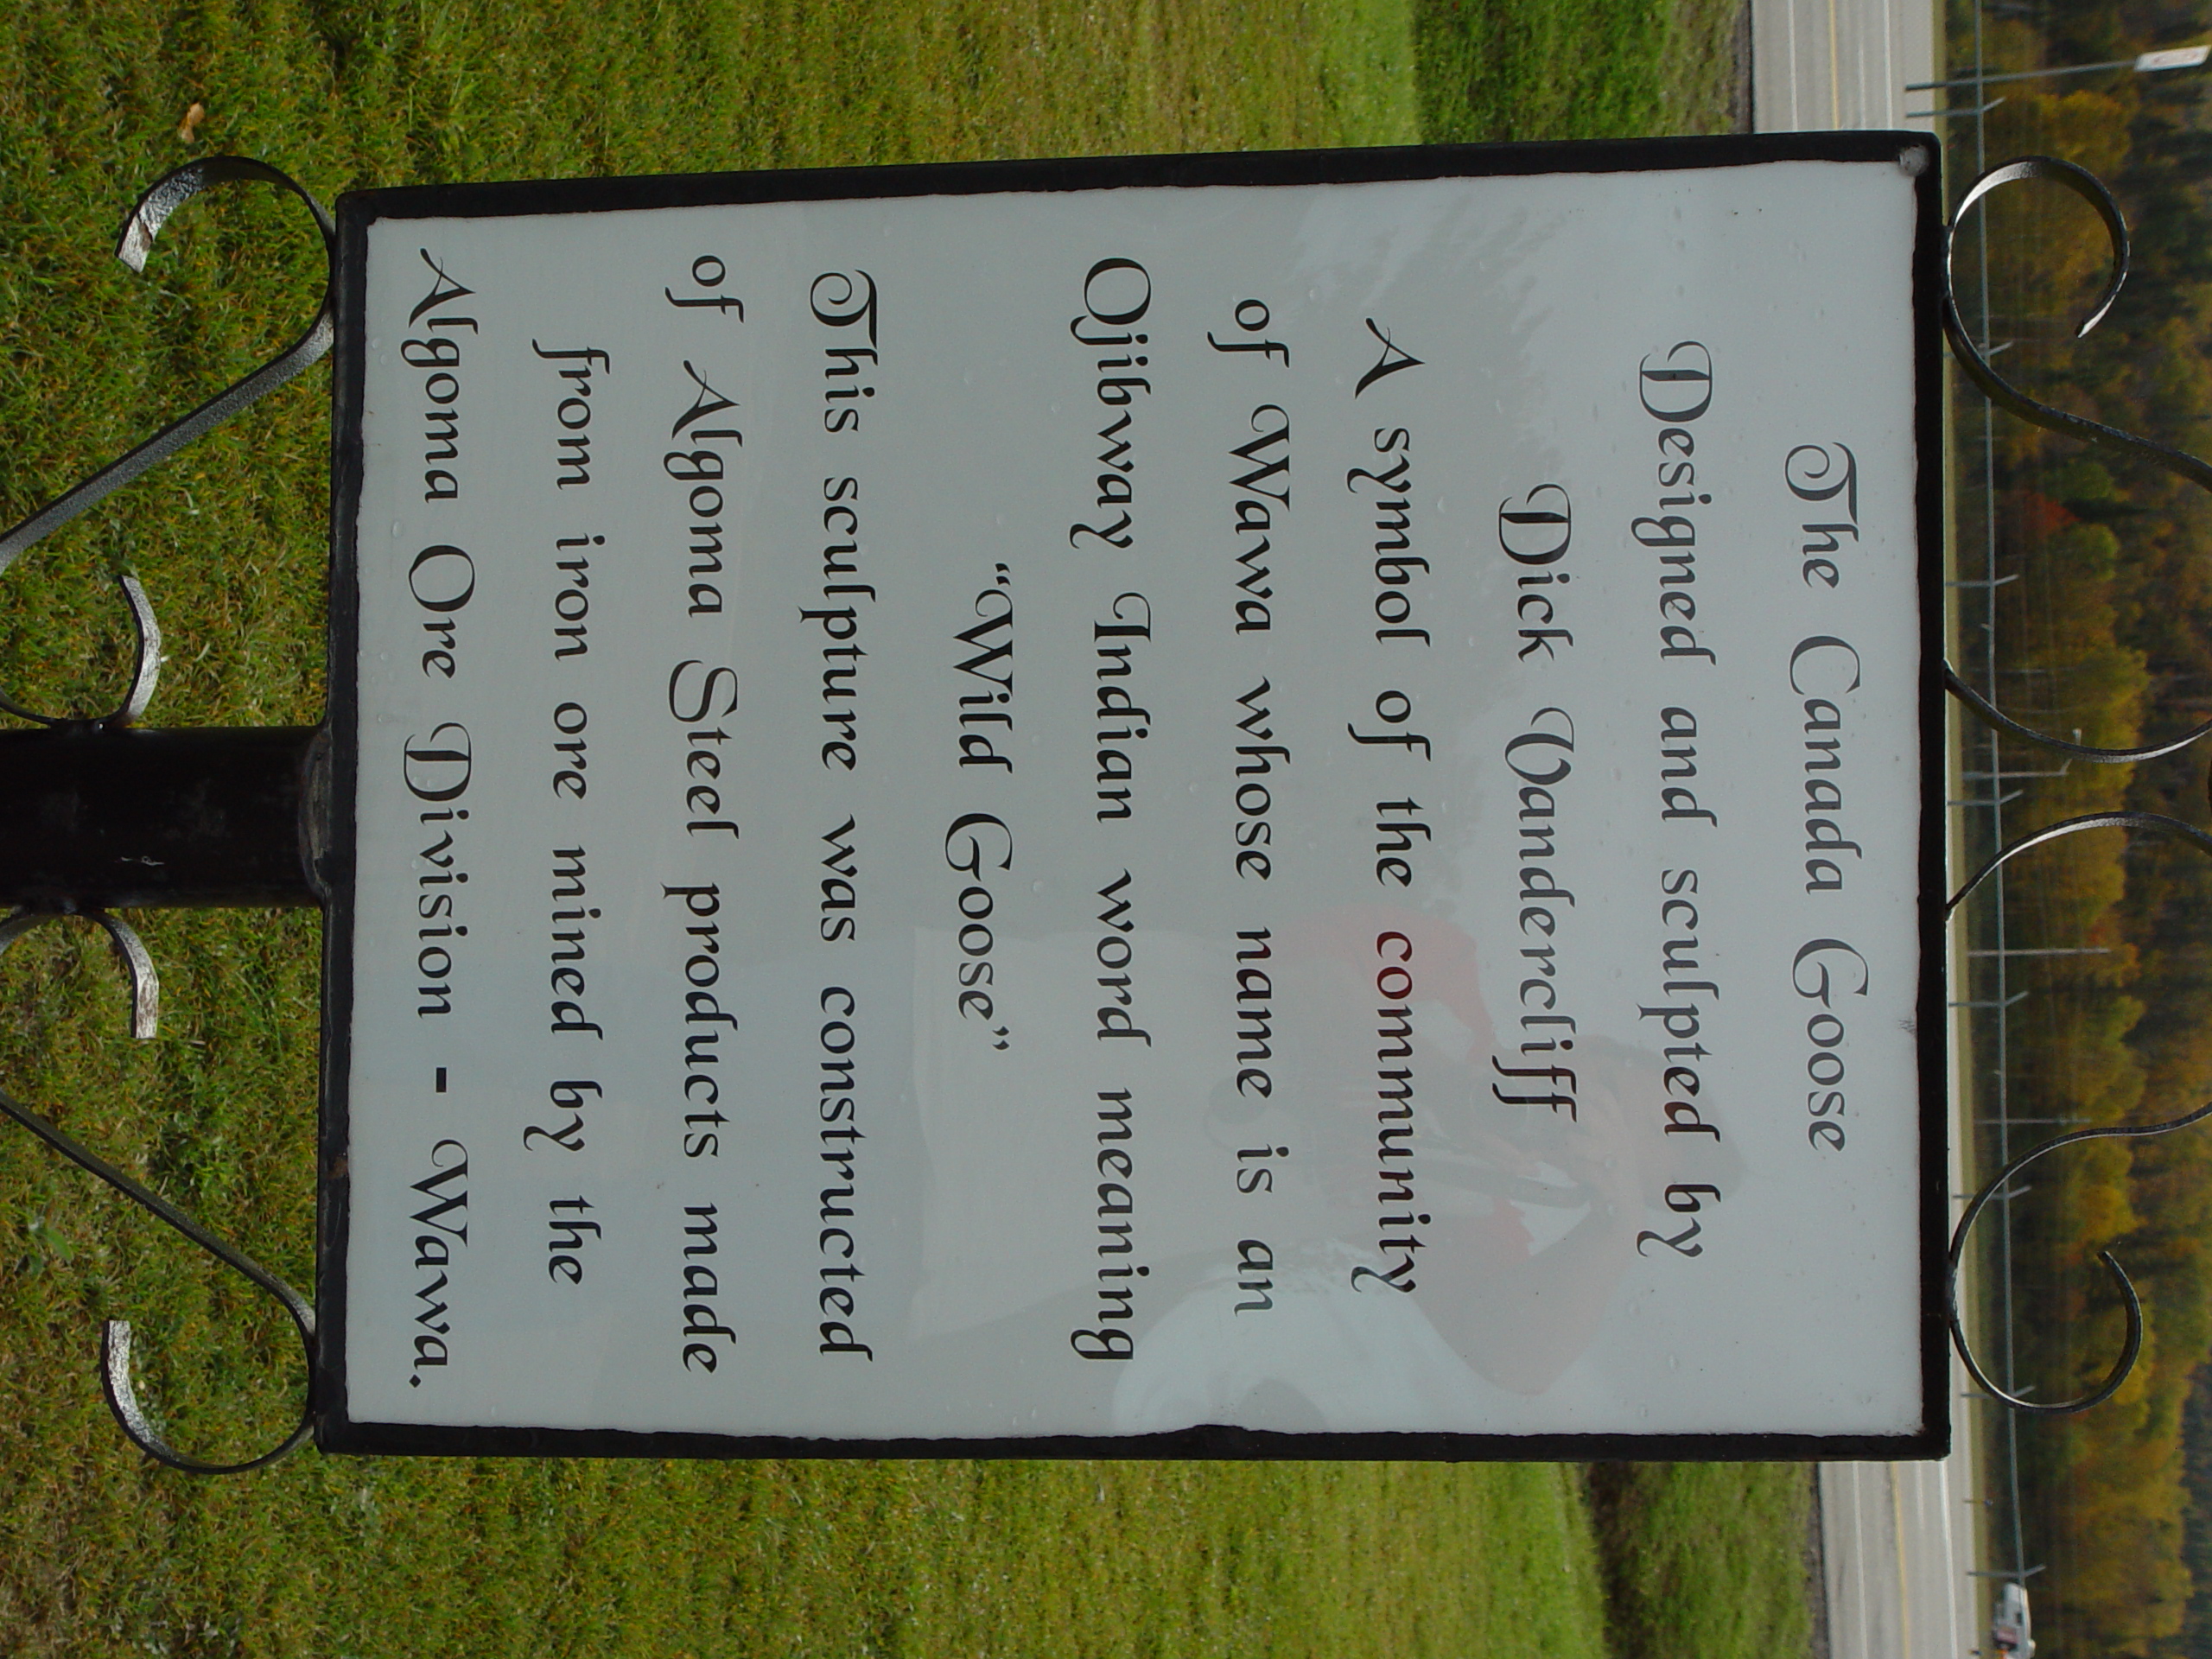 The Canada Goose
Designed and sculpted by
Dick Vandercliff
A symbol of the community
of Wawa whose name is an
Ojibway Indian word meaning
“Wild Goose”
This sculpture was constructed
of Algoma Steel products made
from iron ore mined by the
Algoma Ore Division - Wawa.